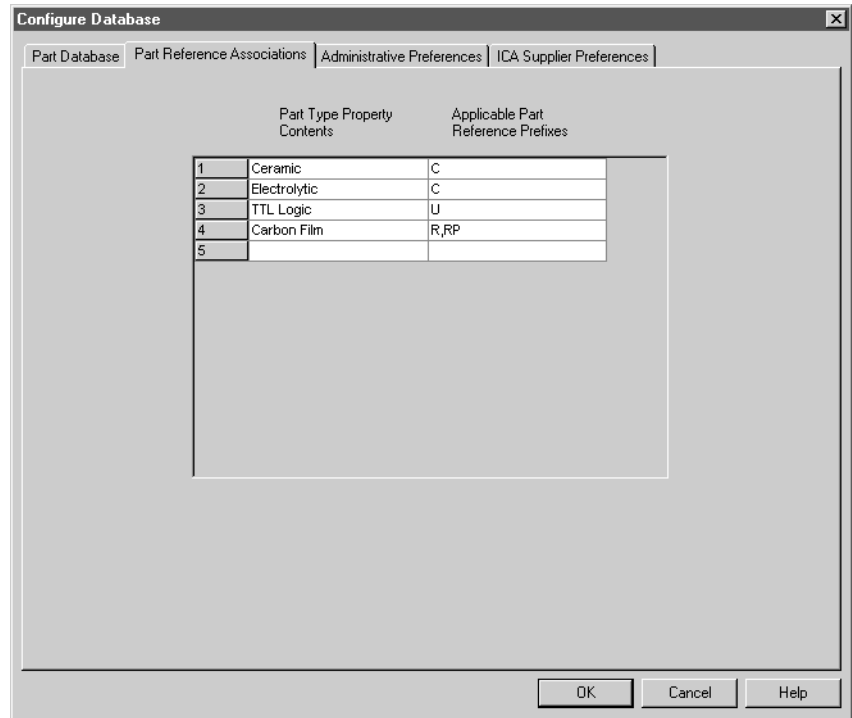 Configure Database
Part Database Part Reference Associations Administrative Preferences ICA Supplier Preferences
Part Type Property Contents
Applicable Part Reference Prefixes
1 Ceramic C
2 Electrolytic C
3 TTL Logic U
4 Carbon Film R,RP
5
OK Cancel Help